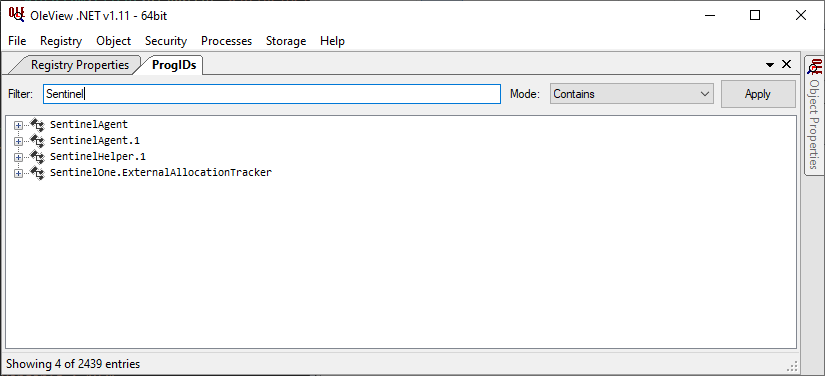 OleView .NET v1.11 - 64bit
File Registry Object Security Processes Storage Help
Registry Properties ProgIDs
Filter: Sentinel Mode: Contains Apply
SentinelAgent
SentinelAgent.1
SentinelHelper.1
SentinelOne.ExternalAllocationTracker
Object Properties
Showing 4 of 2439 entries